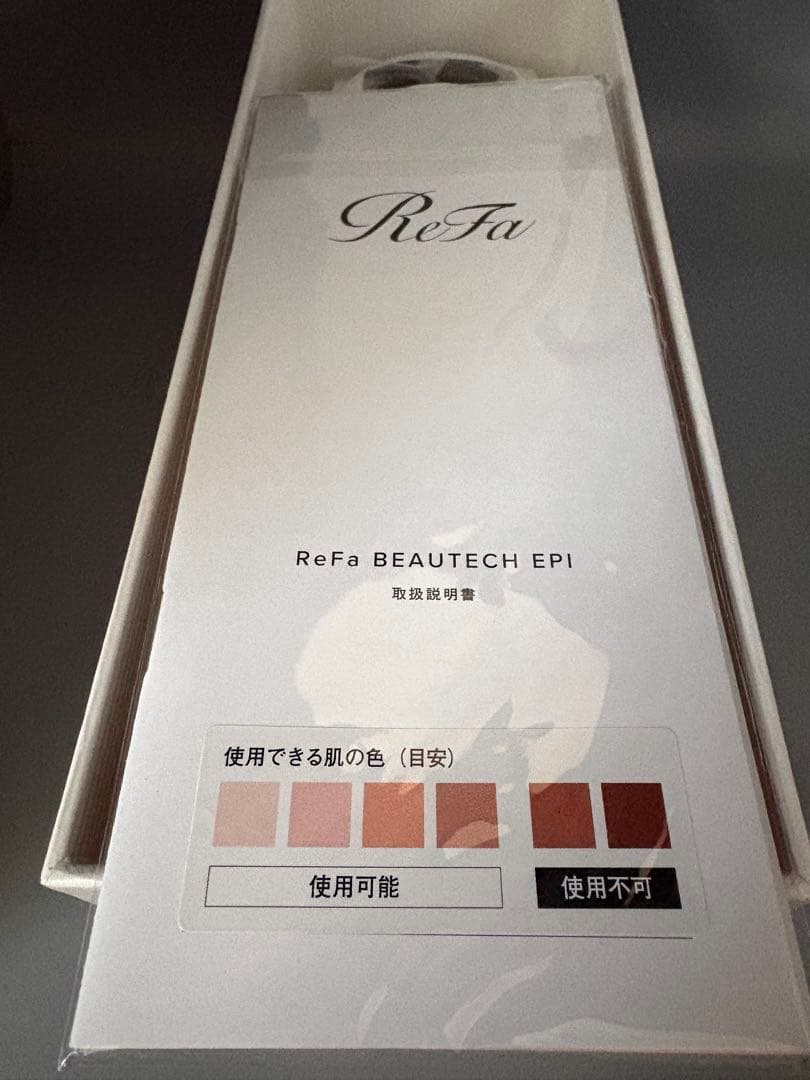 ReFa
ReFa BEAUTECH EPI
取扱説明書
使用できる肌の色（目安）
使用可能
使用不可